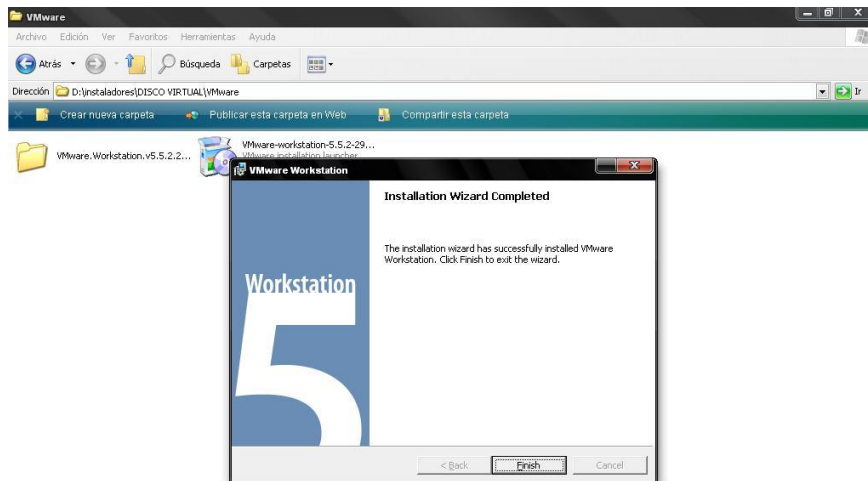 VMware
Archivo Edición Ver Favoritos Herramientas Ayuda
Atrás Búsqueda Carpetas
Dirección D:\instaladores\DISCO VIRTUAL\VMware Ir
Crear nueva carpeta Publicar esta carpeta en Web Compartir esta carpeta
VMware.Workstation.v5.5.2.2...
VMware-workstation-5.5.2-29...
VMware installation launcher
VMware Workstation
Installation Wizard Completed
The installation wizard has successfully installed VMware
Workstation. Click Finish to exit the wizard.
Workstation
5
< Back Finish Cancel